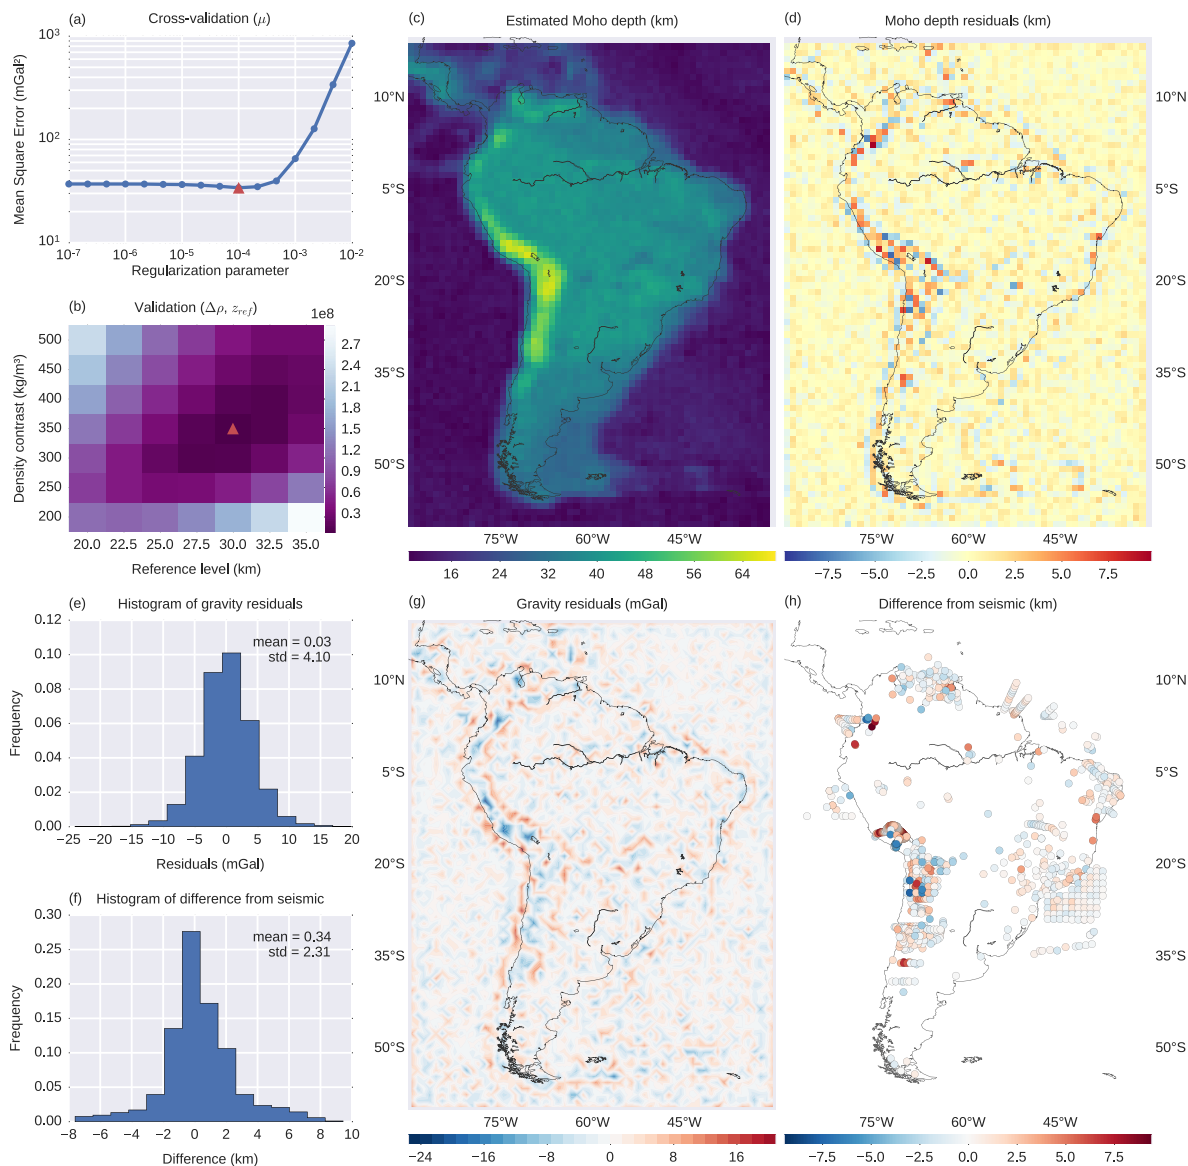 (a) Cross-validation (μ)
Mean Square Error (mGal²)
10³
10²
10¹
10⁻⁷ 10⁻⁶ 10⁻⁵ 10⁻⁴ 10⁻³ 10⁻²
Regularization parameter
(b) Validation (Δρ, z_ref)
1e8
Density contrast (kg/m³)
500
450
400
350
300
250
200
2.7
2.4
2.1
1.8
1.5
1.2
0.9
0.6
0.3
20.0 22.5 25.0 27.5 30.0 32.5 35.0
Reference level (km)
(c) Estimated Moho depth (km)
10°N
5°S
20°S
35°S
50°S
75°W 60°W 45°W
16 24 32 40 48 56 64
(d) Moho depth residuals (km)
10°N
5°S
20°S
35°S
50°S
75°W 60°W 45°W
−7.5 −5.0 −2.5 0.0 2.5 5.0 7.5
(e) Histogram of gravity residuals
mean = 0.03
std = 4.10
Frequency
0.12
0.10
0.08
0.06
0.04
0.02
0.00
−25 −20 −15 −10 −5 0 5 10 15 20
Residuals (mGal)
(f) Histogram of difference from seismic
mean = 0.34
std = 2.31
Frequency
0.30
0.25
0.20
0.15
0.10
0.05
0.00
−8 −6 −4 −2 0 2 4 6 8 10
Difference (km)
(g) Gravity residuals (mGal)
10°N
5°S
20°S
35°S
50°S
75°W 60°W 45°W
−24 −16 −8 0 8 16
(h) Difference from seismic (km)
10°N
5°S
20°S
35°S
50°S
75°W 60°W 45°W
−7.5 −5.0 −2.5 0.0 2.5 5.0 7.5